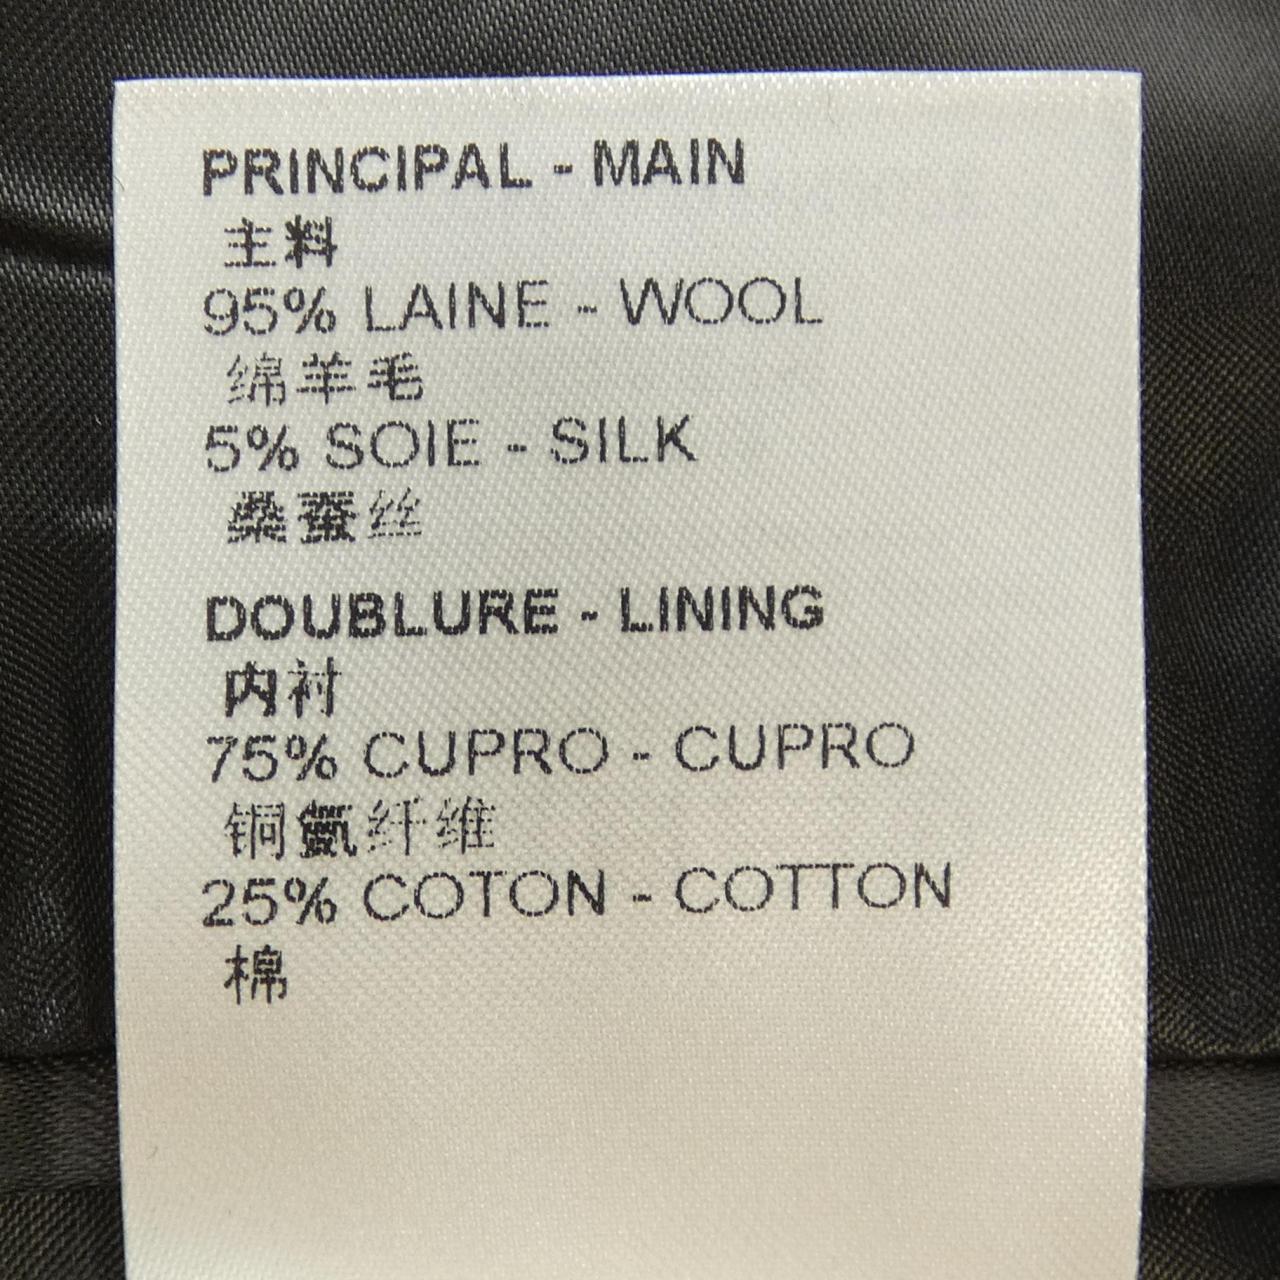 PRINCIPAL - MAIN
主料
95% LAINE - WOOL
绵羊毛
5% SOIE - SILK
桑蚕丝
DOUBLURE - LINING
内衬
75% CUPRO - CUPRO
铜氨纤维
25% COTON - COTTON
棉